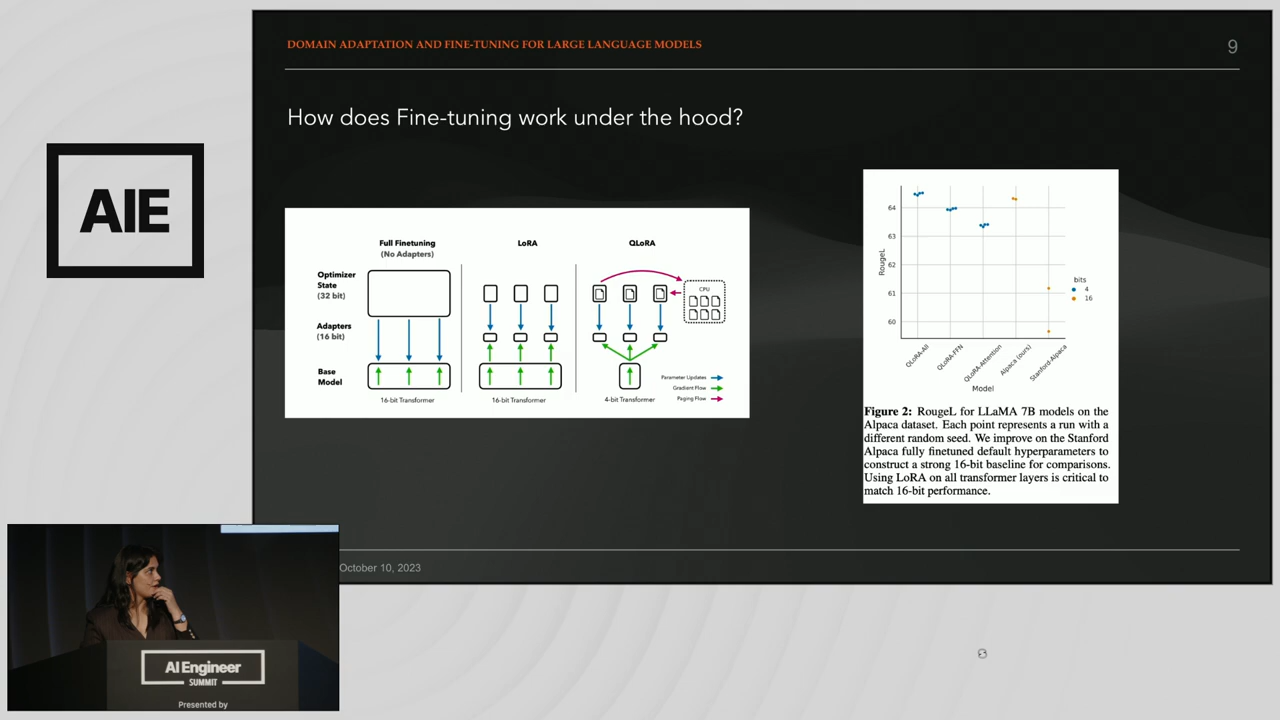 DOMAIN ADAPTATION AND FINE-TUNING FOR LARGE LANGUAGE MODELS
9
How does Fine-tuning work under the hood?
AIE
Full Finetuning
(No Adapters)
LoRA
QLoRA
Optimizer
State
(32 bit)
CPU
Adapters
(16 bit)
Base
Model
Parameter Updates
Gradient Flow
Paging Flow
16-bit Transformer
16-bit Transformer
4-bit Transformer
64
63
62
61
60
RougeL
bits
4
16
QLoRA-All
QLoRA-FFN
QLoRA-Attention
Alpaca (ours)
Stanford-Alpaca
Model
Figure 2: RougeL for LLaMA 7B models on the
Alpaca dataset. Each point represents a run with a
different random seed. We improve on the Stanford
Alpaca fully finetuned default hyperparameters to
construct a strong 16-bit baseline for comparisons.
Using LoRA on all transformer layers is critical to
match 16-bit performance.
October 10, 2023
AI Engineer
SUMMIT
Presented by